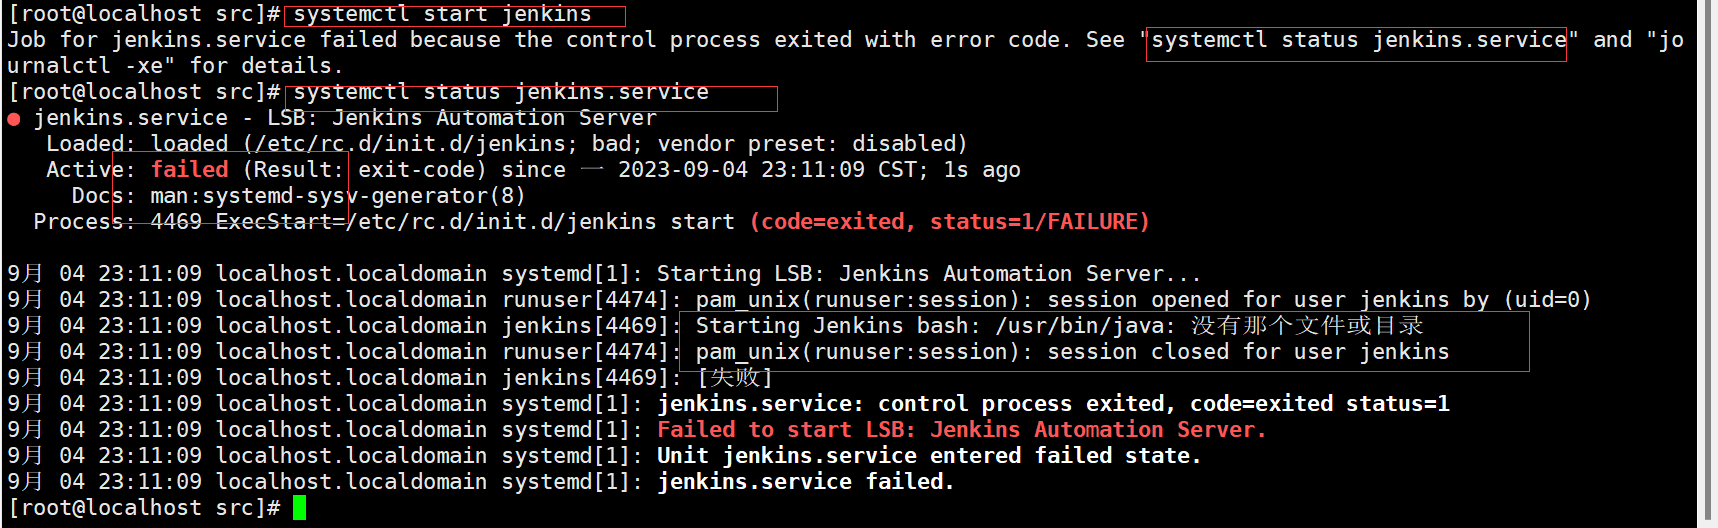 [root@localhost src]# systemctl start jenkins
Job for jenkins.service failed because the control process exited with error code. See "systemctl status jenkins.service" and "jo
urnalctl -xe" for details.
[root@localhost src]# systemctl status jenkins.service
● jenkins.service - LSB: Jenkins Automation Server
   Loaded: loaded (/etc/rc.d/init.d/jenkins; bad; vendor preset: disabled)
   Active: failed (Result: exit-code) since 一 2023-09-04 23:11:09 CST; 1s ago
     Docs: man:systemd-sysv-generator(8)
  Process: 4469 ExecStart=/etc/rc.d/init.d/jenkins start (code=exited, status=1/FAILURE)

9月 04 23:11:09 localhost.localdomain systemd[1]: Starting LSB: Jenkins Automation Server...
9月 04 23:11:09 localhost.localdomain runuser[4474]: pam_unix(runuser:session): session opened for user jenkins by (uid=0)
9月 04 23:11:09 localhost.localdomain jenkins[4469]: Starting Jenkins bash: /usr/bin/java: 没有那个文件或目录
9月 04 23:11:09 localhost.localdomain runuser[4474]: pam_unix(runuser:session): session closed for user jenkins
9月 04 23:11:09 localhost.localdomain jenkins[4469]: [失败]
9月 04 23:11:09 localhost.localdomain systemd[1]: jenkins.service: control process exited, code=exited status=1
9月 04 23:11:09 localhost.localdomain systemd[1]: Failed to start LSB: Jenkins Automation Server.
9月 04 23:11:09 localhost.localdomain systemd[1]: Unit jenkins.service entered failed state.
9月 04 23:11:09 localhost.localdomain systemd[1]: jenkins.service failed.
[root@localhost src]#